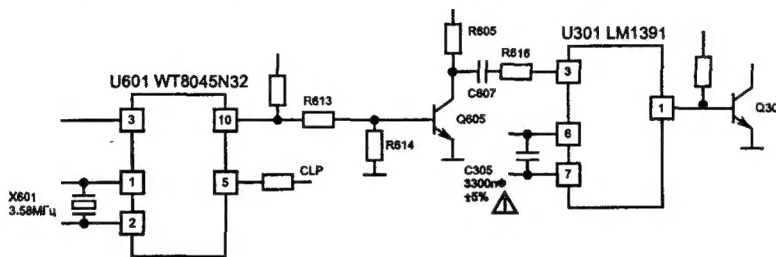 R605
U301 LM1391
R616
U601 WT8045N32
3
C607
R613
3
10
1
Q605
Q30
R614
6
C305
3300п
±5%
7
CLP
1
5
X601
3.58МГц
2